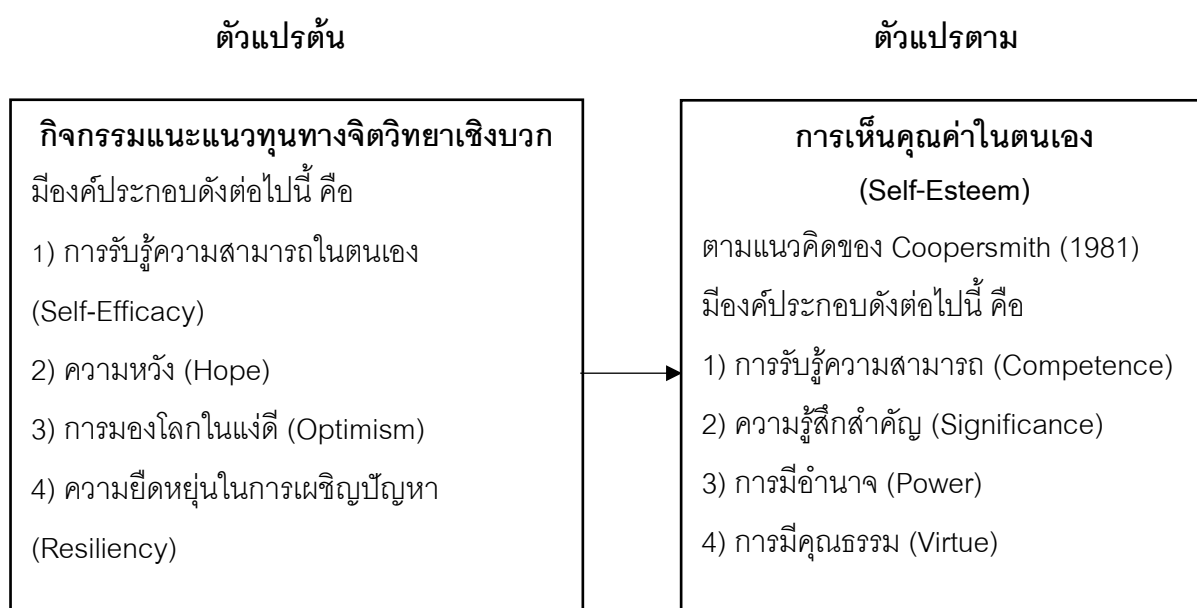 ตัวแปรต้น
กิจกรรมแนะแนวทุนทางจิตวิทยาเชิงบวก
มีองค์ประกอบดังต่อไปนี้ คือ
1) การรับรู้ความสามารถในตนเอง
(Self-Efficacy)
2) ความหวัง (Hope)
3) การมองโลกในแง่ดี (Optimism)
4) ความยืดหยุ่นในการเผชิญปัญหา
(Resiliency)
ตัวแปรตาม
การเห็นคุณค่าในตนเอง
(Self-Esteem)
ตามแนวคิดของ Coopersmith (1981)
มีองค์ประกอบดังต่อไปนี้ คือ
1) การรับรู้ความสามารถ (Competence)
2) ความรู้สึกสำคัญ (Significance)
3) การมีอำนาจ (Power)
4) การมีคุณธรรม (Virtue)